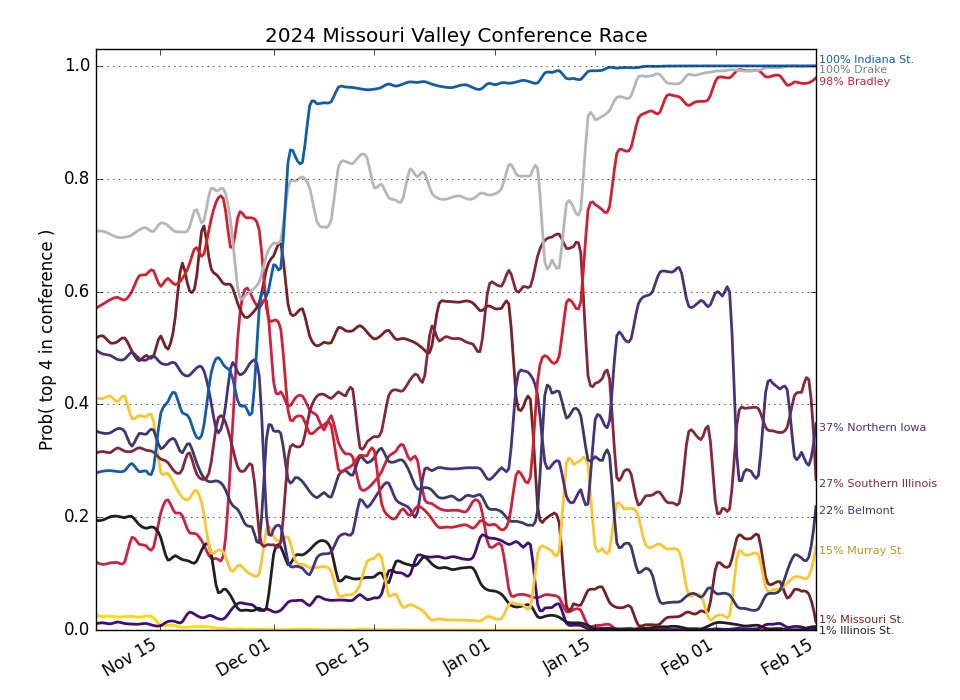 2024 Missouri Valley Conference Race
Prob( top 4 in conference )
1.0
0.8
0.6
0.4
0.2
0.0
Nov 15
Dec 01
Dec 15
Jan 01
Jan 15
Feb 01
Feb 15
100% Indiana St.
100% Drake
98% Bradley
37% Northern Iowa
27% Southern Illinois
22% Belmont
15% Murray St.
1% Missouri St.
1% Illinois St.